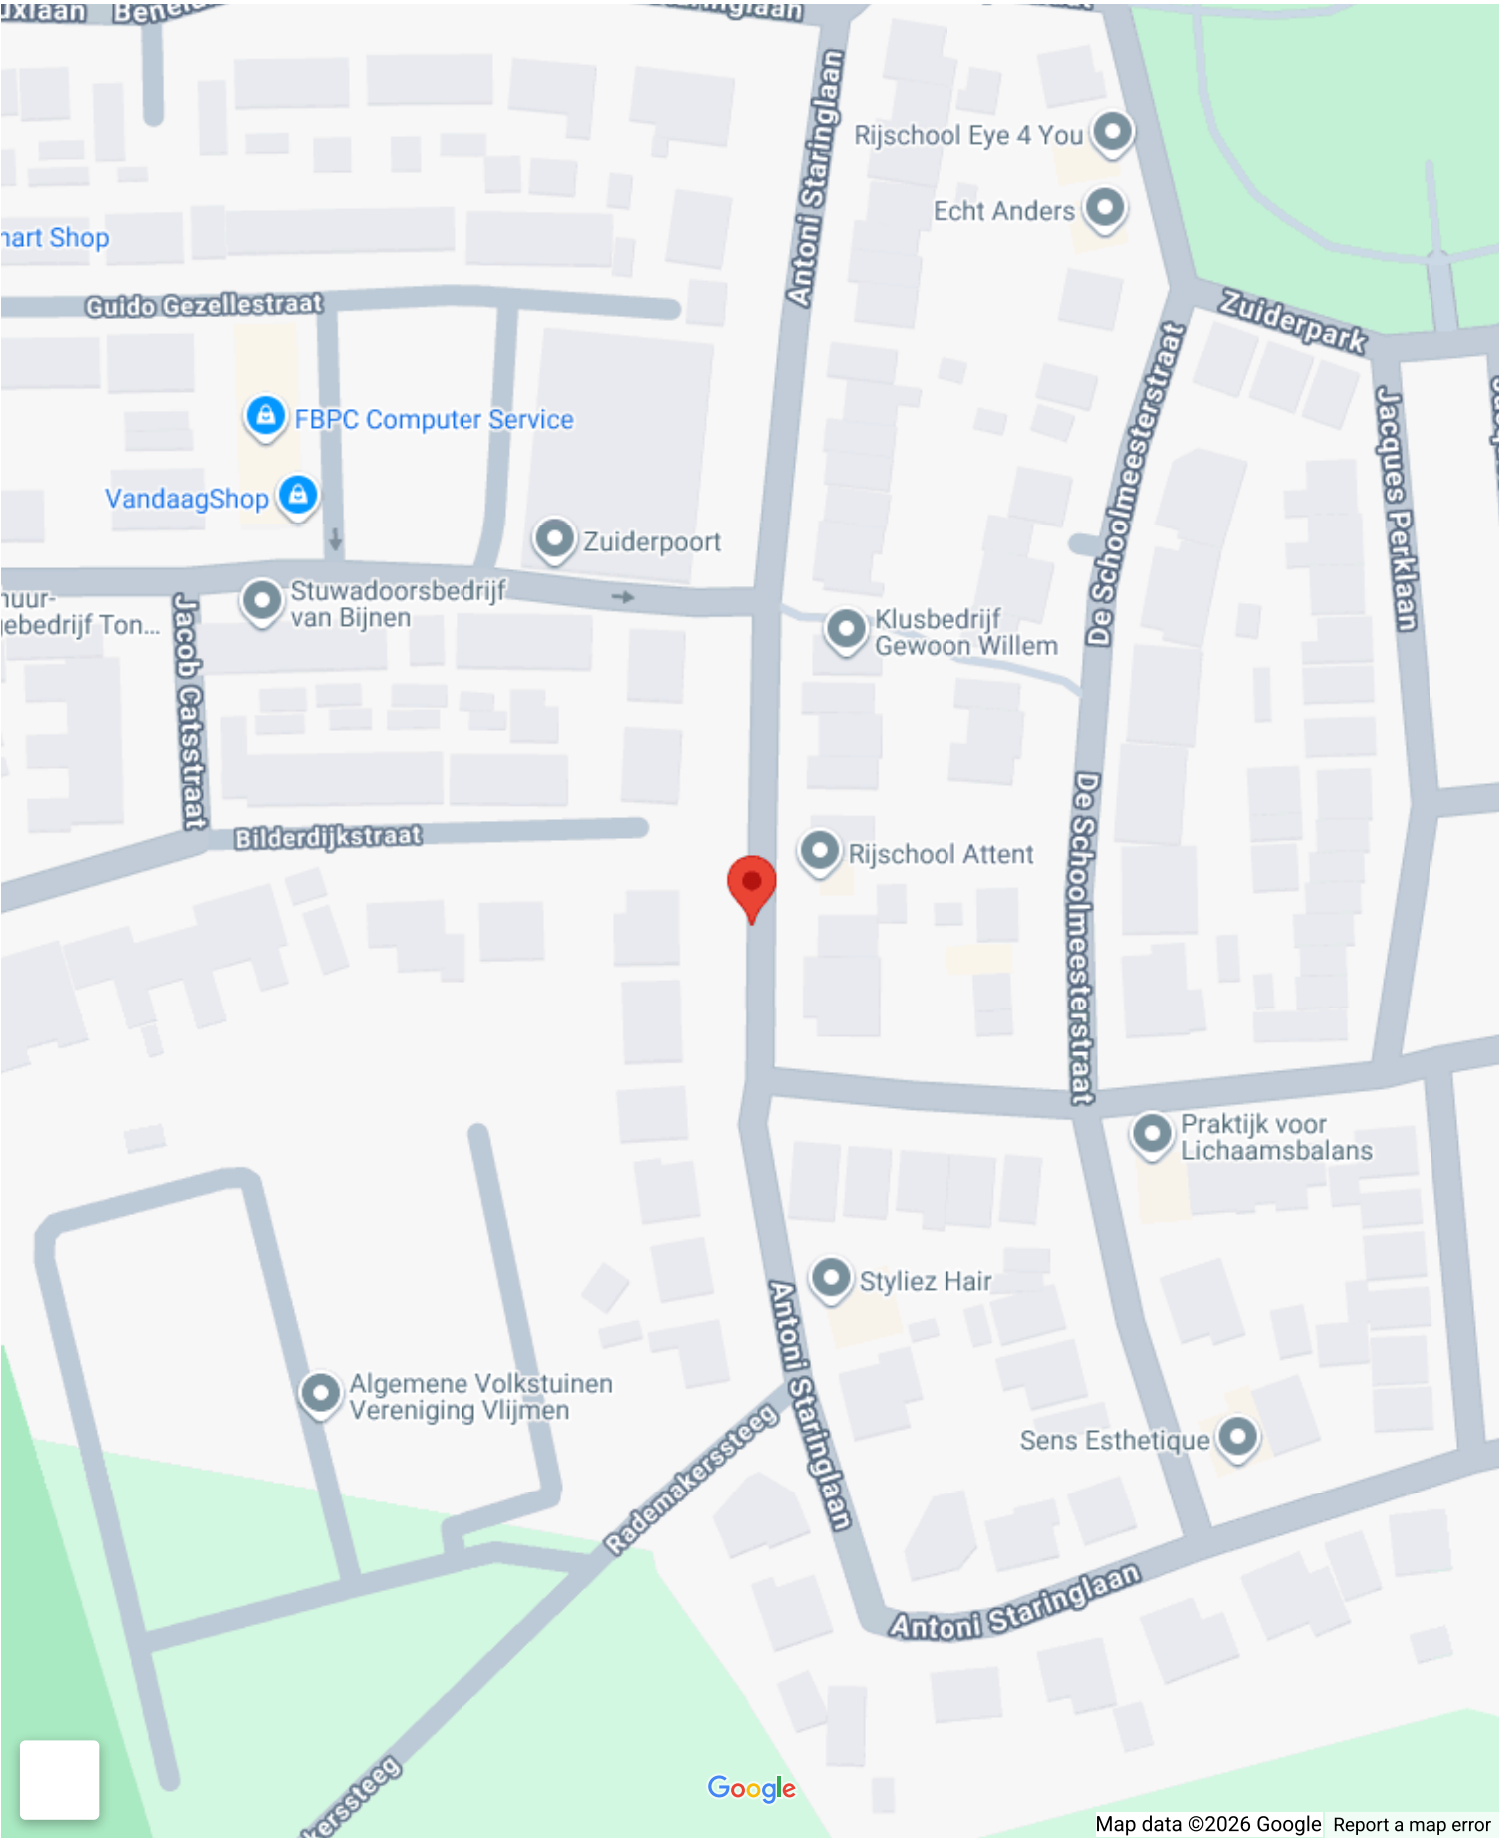 Antoni Staringlaan
Rijschool Eye 4 You
Echt Anders
Guido Gezellestraat
Zuiderpark
De Schoolmeesterstraat
Jacques Perklaan
FBPC Computer Service
VandaagShop
Zuiderpoort
Stuwadoorsbedrijf
van Bijnen
Jacob Catsstraat
Klusbedrijf
Gewoon Willem
Bilderdijkstraat
De Schoolmeesterstraat
Rijschool Attent
Praktijk voor
Lichaamsbalans
Styliez Hair
Antoni Staringlaan
Algemene Volkstuinen
Vereniging Vlijmen
Rademakerssteeg
Sens Esthetique
Antoni Staringlaan
Google
Map data ©2026 Google
Report a map error